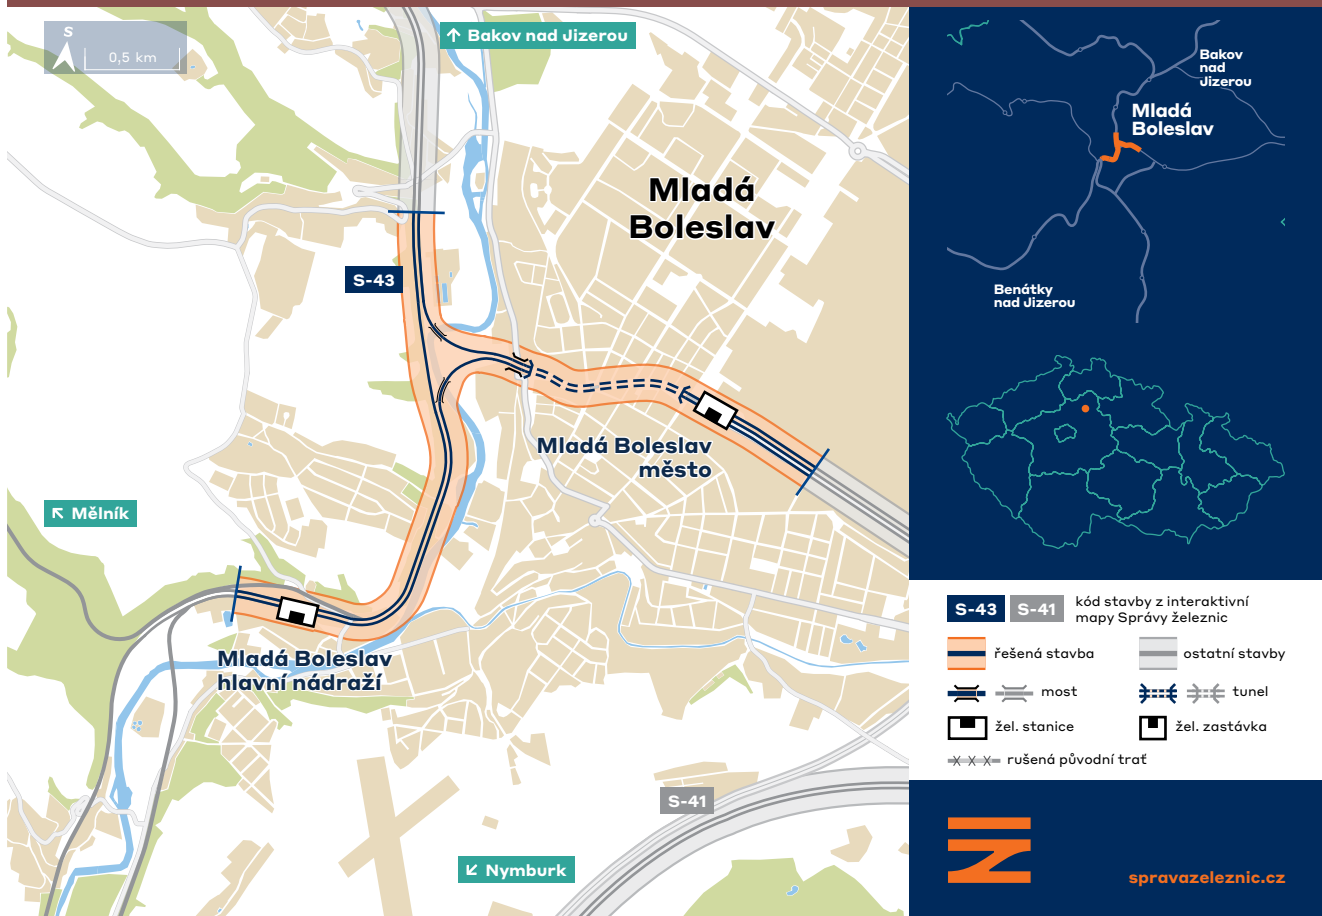 S
0,5 km
↑ Bakov nad Jizerou
Mladá
Boleslav
S-43
Mladá Boleslav
město
↖ Mělník
Mladá Boleslav
hlavní nádraží
S-41
↙ Nymburk
Bakov
nad
Jizerou
Mladá
Boleslav
Benátky
nad Jizerou
S-43 S-41 kód stavby z interaktivní
mapy Správy železnic
řešená stavba
ostatní stavby
most
tunel
žel. stanice
žel. zastávka
rušená původní trať
spravazeleznic.cz